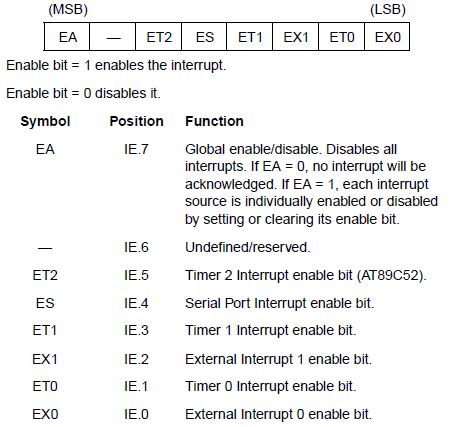 (MSB) (LSB)
EA — ET2 ES ET1 EX1 ET0 EX0
Enable bit = 1 enables the interrupt.
Enable bit = 0 disables it.
Symbol Position Function
EA IE.7 Global enable/disable. Disables all
interrupts. If EA = 0, no interrupt will be
acknowledged. If EA = 1, each interrupt
source is individually enabled or disabled
by setting or clearing its enable bit.
— IE.6 Undefined/reserved.
ET2 IE.5 Timer 2 Interrupt enable bit (AT89C52).
ES IE.4 Serial Port Interrupt enable bit.
ET1 IE.3 Timer 1 Interrupt enable bit.
EX1 IE.2 External Interrupt 1 enable bit.
ET0 IE.1 Timer 0 Interrupt enable bit.
EX0 IE.0 External Interrupt 0 enable bit.